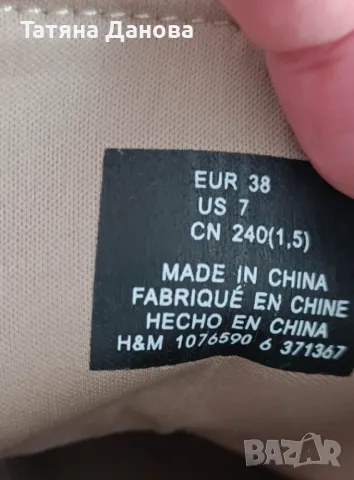 Татяна Данова
EUR 38
US 7
CN 240(1,5)
MADE IN CHINA
FABRIQUÉ EN CHINE
HECHO EN CHINA
H&M 1076590 6 371367
BAZAR